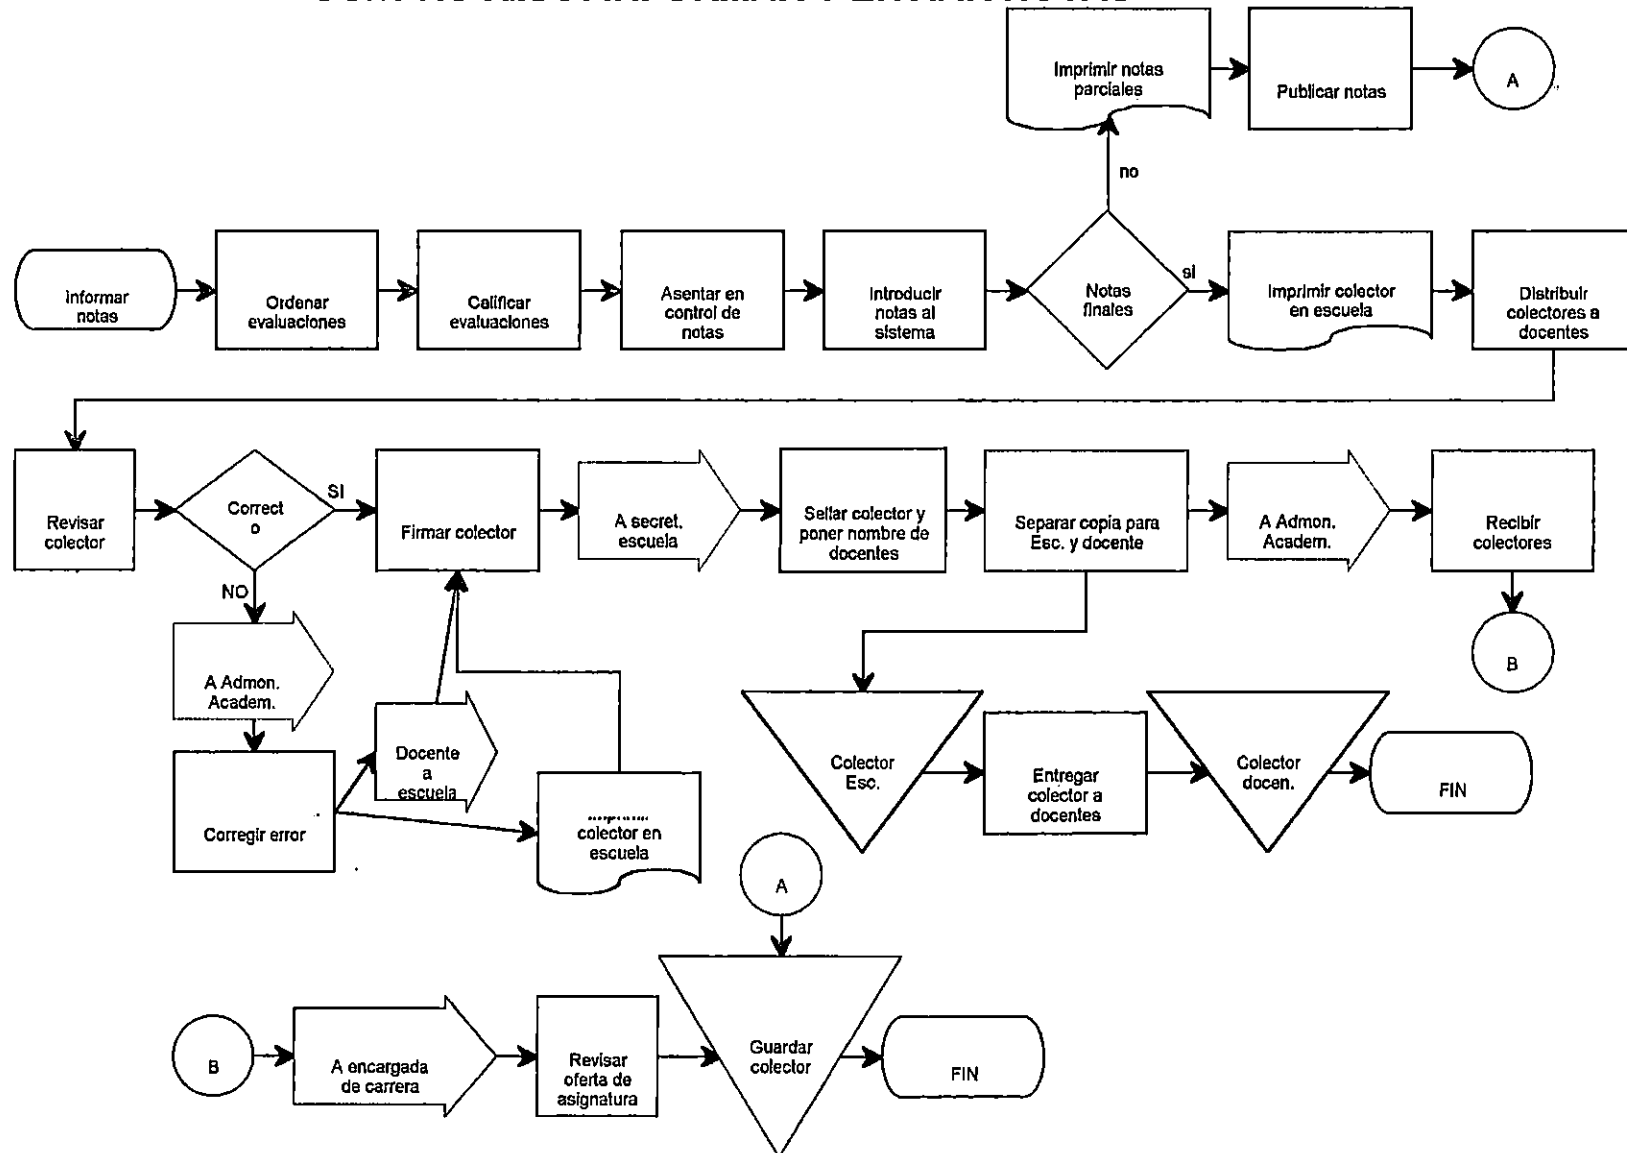 Imprimir notas
parciales
Publicar notas
A
no
Informar
notas
Ordenar
evaluaciones
Calificar
evaluaciones
Asentar en
control de
notas
Introducir
notas al
sistema
Notas
finales
si
Imprimir colector
en escuela
Distribuir
colectores a
docentes
Revisar
colector
Correct
o
SI
NO
Firmar colector
A secret.
escuela
Sellar colector y
poner nombre de
docentes
Separar copia para
Esc. y docente
A Admon.
Academ.
Recibir
colectores
B
A Admon.
Academ.
Corregir error
Docente
a
escuela
colector en
escuela
Colector
Esc.
Entregar
colector a
docentes
Colector
docen.
FIN
A
B
A encargada
de carrera
Revisar
oferta de
asignatura
Guardar
colector
FIN